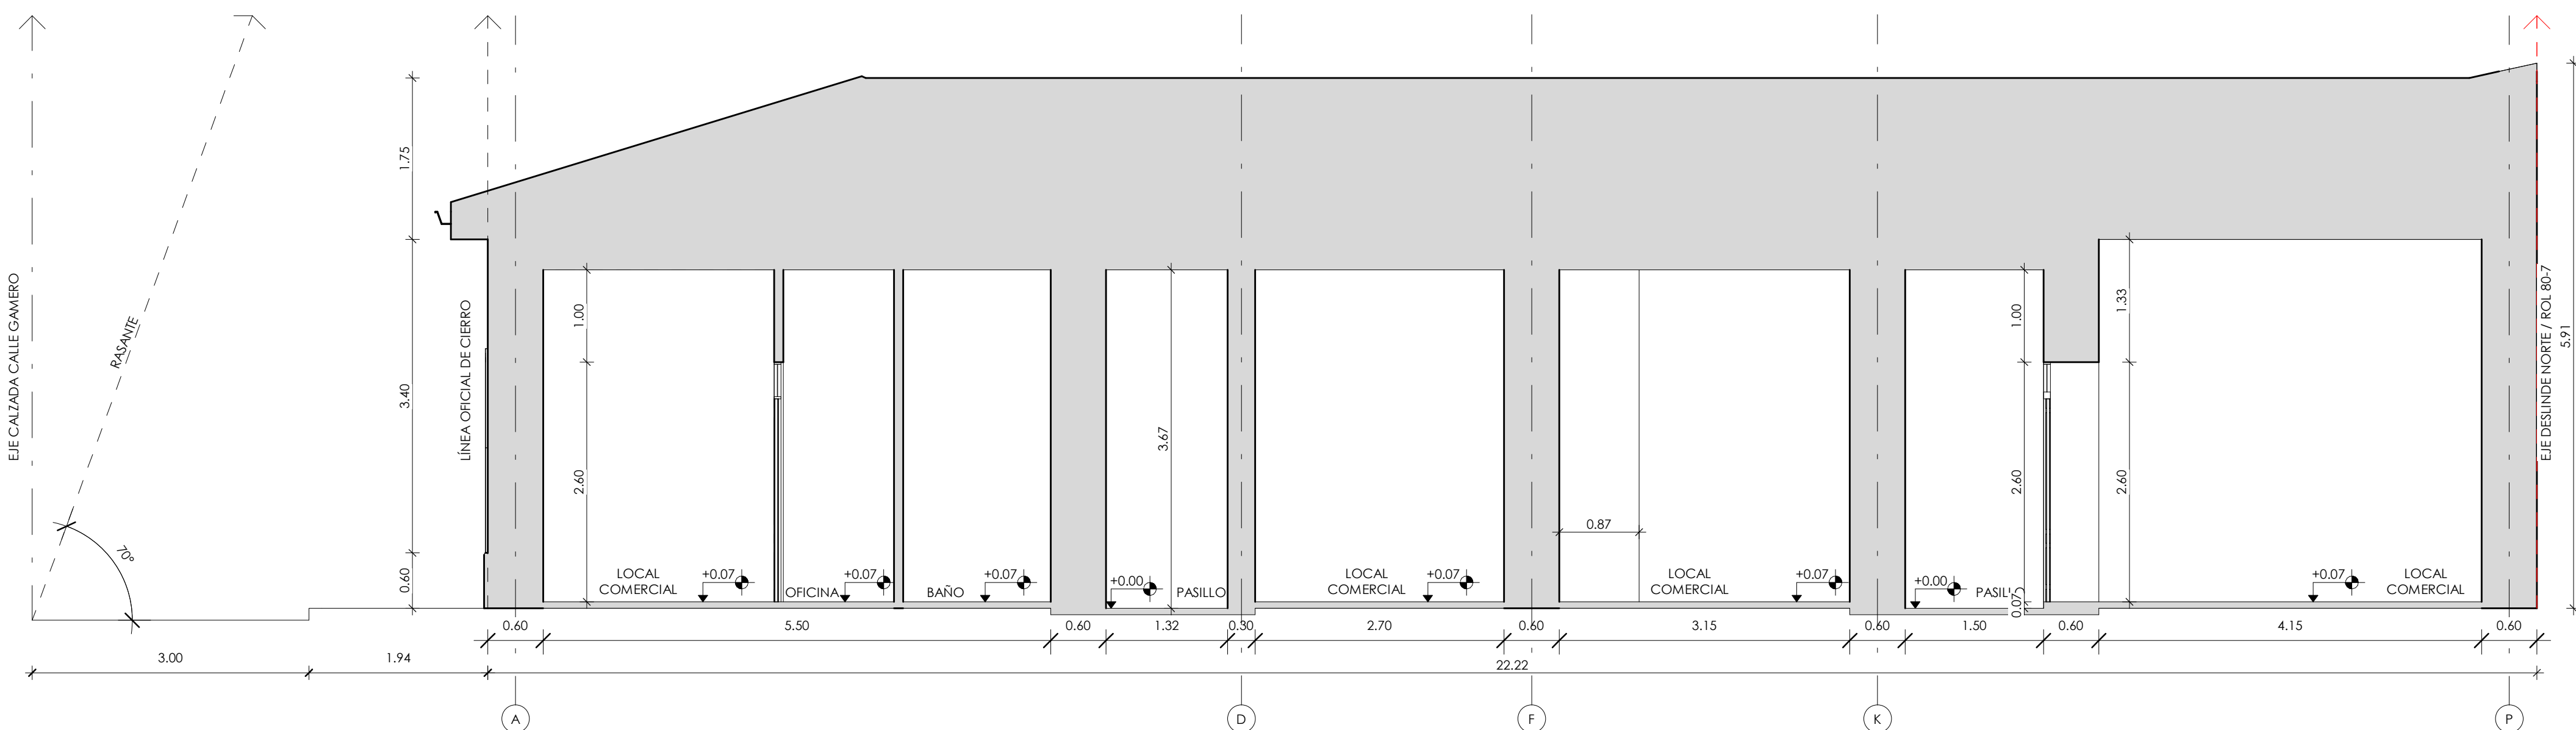 EJE CALZADA CALLE GAMERO
RASANTE
70°
LÍNEA OFICIAL DE CIERRO
1.75
3.40
0.60
1.00
2.60
LOCAL
COMERCIAL
+0.07
OFICINA
+0.07
BAÑO
+0.07
3.67
+0.00
PASILLO
LOCAL
COMERCIAL
+0.07
0.87
LOCAL
COMERCIAL
+0.07
+0.00
1.00
2.60
0.07
1.33
2.60
+0.07
LOCAL
COMERCIAL
EJE DESLINDE NORTE / ROL 80-7
5.91
0.60
5.50
0.60
1.32
0.30
2.70
0.60
3.15
0.60
1.50
0.60
4.15
0.60
3.00
1.94
22.22
A
D
F
K
P